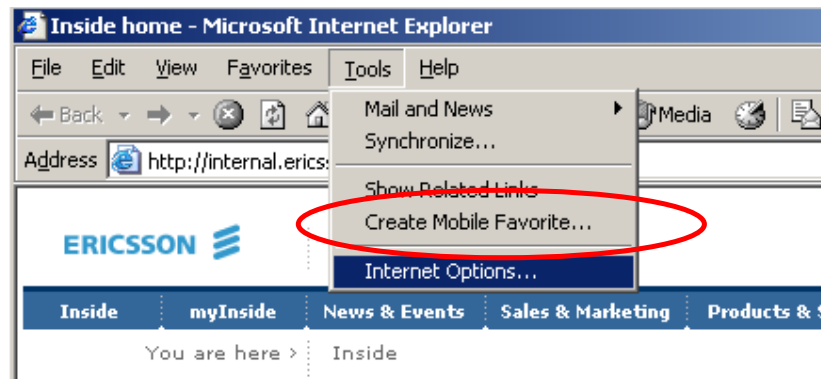 Inside home - Microsoft Internet Explorer
File Edit View Favorites Tools Help
Back Media
Mail and News
Synchronize...
Address http://internal.erics
Show Related Links
Create Mobile Favorite...
ERICSSON
Internet Options...
Inside myInside News & Events Sales & Marketing Products &
You are here > Inside